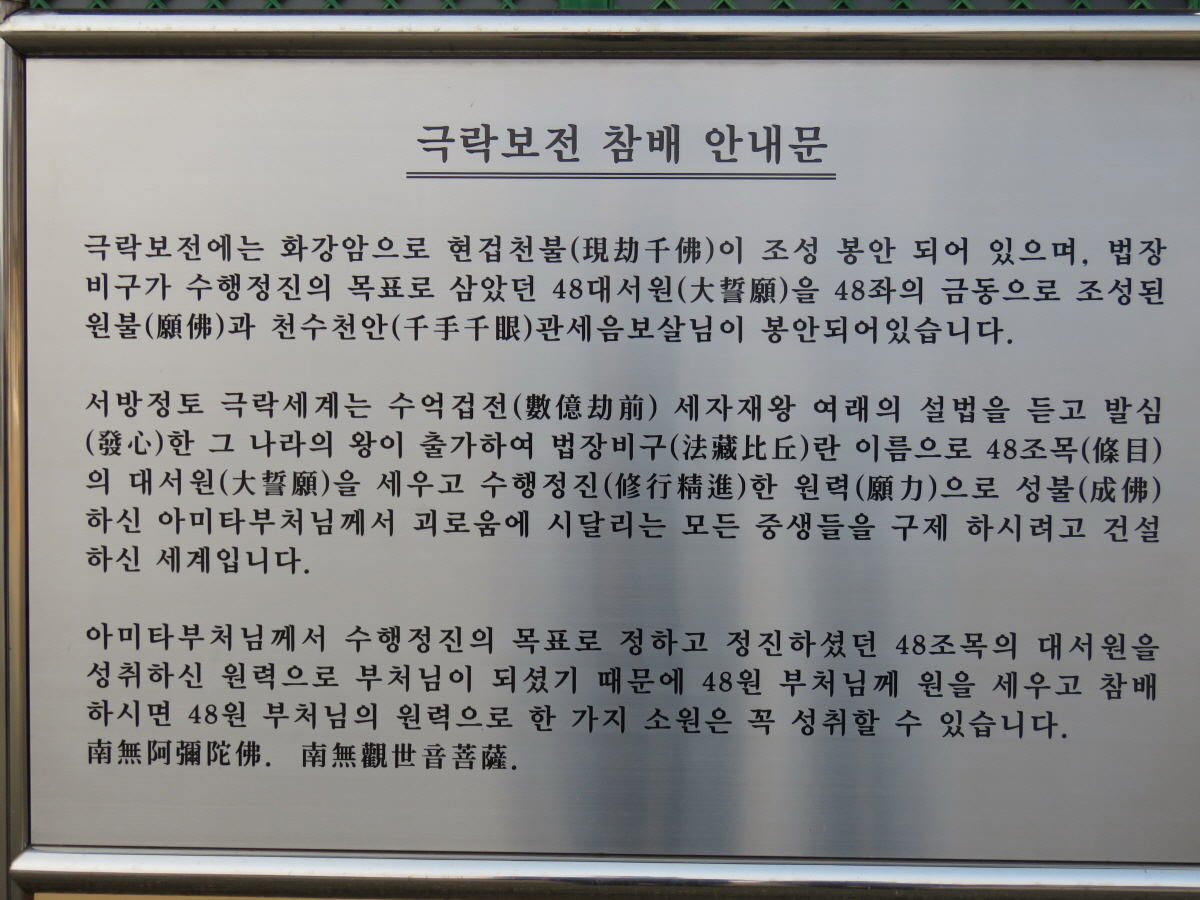 극락보전 참배 안내문
극락보전에는 화강암으로 현겁천불(現劫千佛)이 조성 봉안 되어 있으며, 법장
비구가 수행정진의 목표로 삼았던 48대서원(大誓願)을 48좌의 금동으로 조성된
원불(願佛)과 천수천안(千手千眼)관세음보살님이 봉안되어있습니다.
서방정토 극락세계는 수억겁전(數億劫前) 세자재왕 여래의 설법을 듣고 발심
(發心)한 그 나라의 왕이 출가하여 법장비구(法藏比丘)란 이름으로 48조목(條目)
의 대서원(大誓願)을 세우고 수행정진(修行精進)한 원력(願力)으로 성불(成佛)
하신 아미타부처님께서 괴로움에 시달리는 모든 중생들을 구제 하시려고 건설
하신 세계입니다.
아미타부처님께서 수행정진의 목표로 정하고 정진하셨던 48조목의 대서원을
성취하신 원력으로 부처님이 되셨기 때문에 48원 부처님께 원을 세우고 참배
하시면 48원 부처님의 원력으로 한 가지 소원은 꼭 성취할 수 있습니다.
南無阿彌陀佛. 南無觀世音菩薩.